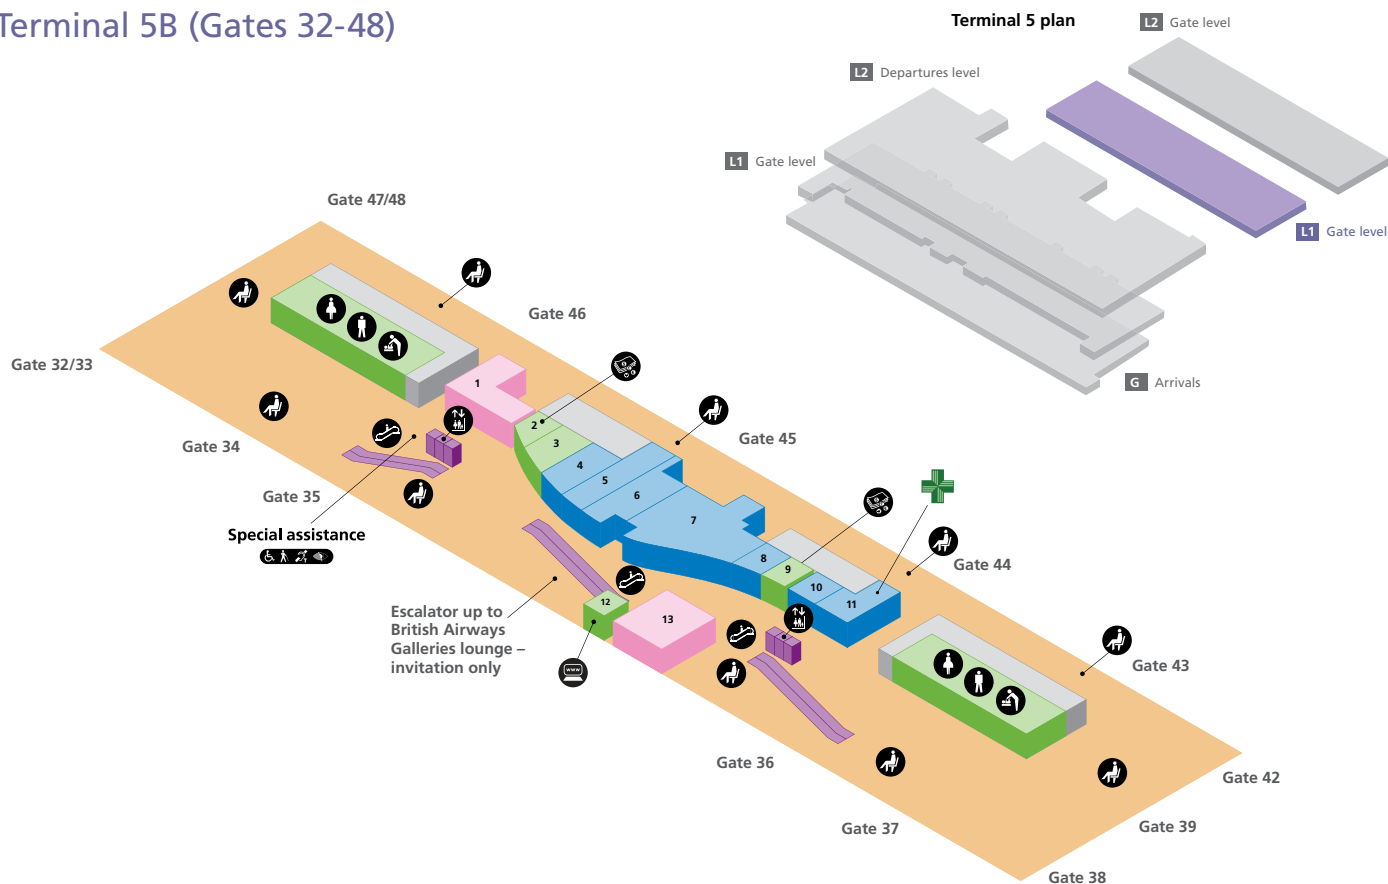 Terminal 5B (Gates 32-48)
Terminal 5 plan
L2 Gate level
L2 Departures level
L1 Gate level
L1 Gate level
G Arrivals
Gate 47/48
Gate 46
Gate 32/33
1
2
3
Gate 45
Gate 34
4
5
6
Gate 35
7
Special assistance
8
9
Gate 44
10
11
12
13
Escalator up to
British Airways
Galleries lounge –
invitation only
www
Gate 43
Gate 36
Gate 42
Gate 37
Gate 39
Gate 38